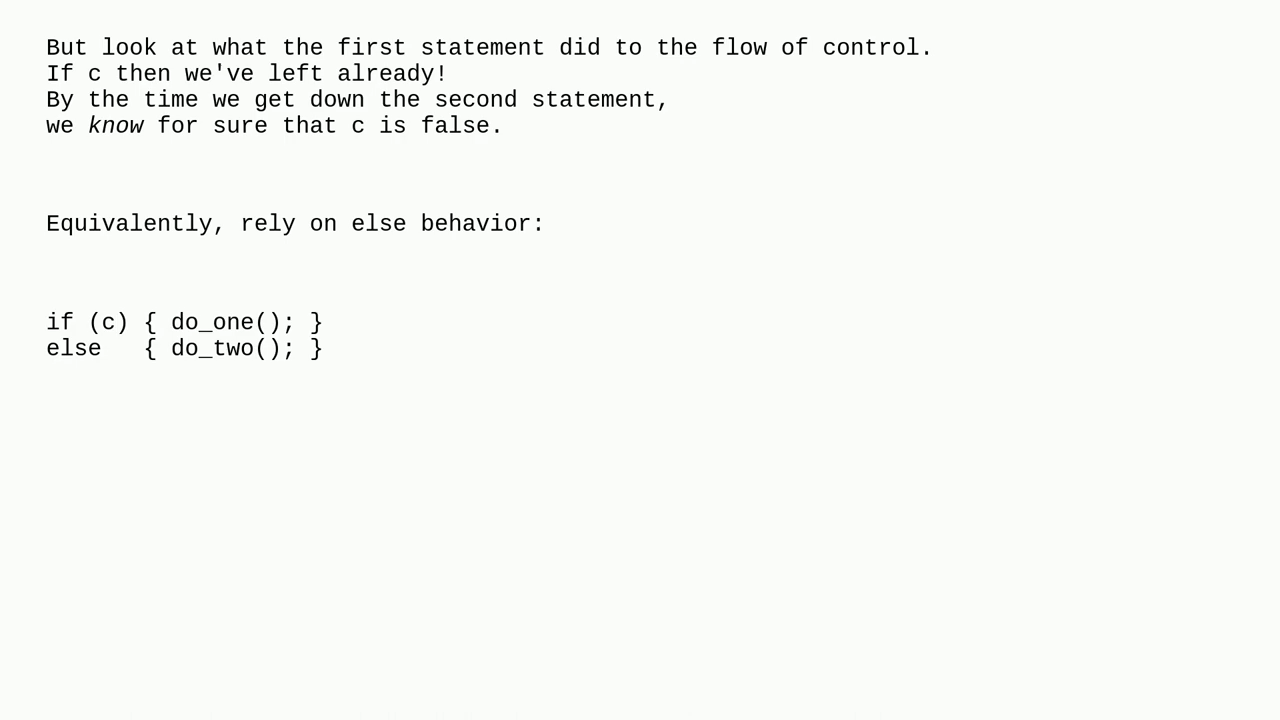 But look at what the first statement did to the flow of control.
If c then we've left already!
By the time we get down the second statement,
we know for sure that c is false.
Equivalently, rely on else behavior:
if (c) { do_one(); }
else   { do_two(); }